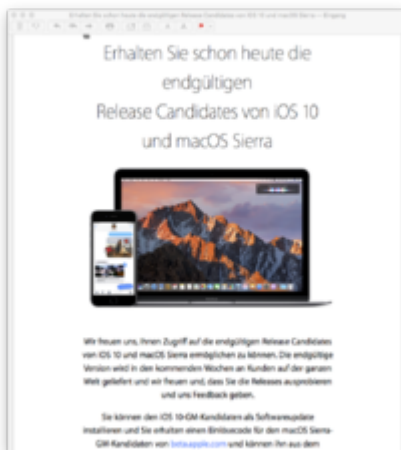 Erhalten Sie schon heute die
endgültigen
Release Candidates von iOS 10
und macOS Sierra
Wir freuen uns, Ihnen Zugriff auf die endgültigen Release Candidates
von iOS 10 und macOS Sierra ermöglichen zu können. Die endgültige
Version wird in den kommenden Wochen an Kunden auf der ganzen
Welt geliefert und wir freuen und, dass Sie die Releases ausprobieren
und uns Feedback geben.
Sie können den iOS 10-GM-Kandidaten als Softwareupdate
installieren und Sie erhalten einen Einlösecode für den macOS Sierra-
GM-Kandidaten von beta.apple.com und können ihn aus dem